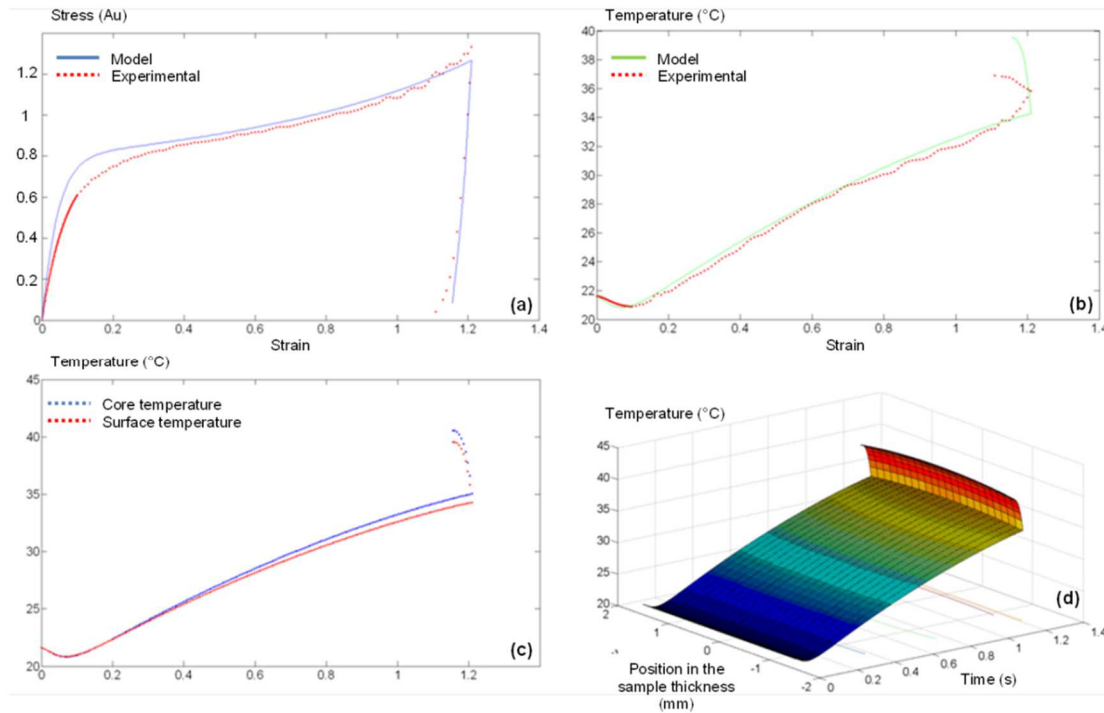 Stress (Au)
Model
Experimental
1.2
1
0.8
0.6
0.4
0.2
0
0 0.2 0.4 0.6 0.8 1 1.2 1.4
Strain
(a)
Temperature (°C)
Model
Experimental
40
38
36
34
32
30
28
26
24
22
20
0 0.2 0.4 0.6 0.8 1 1.2 1.4
Strain
(b)
Temperature (°C)
Core temperature
Surface temperature
45
40
35
30
25
20
0 0.2 0.4 0.6 0.8 1 1.2 1.4
(c)
Temperature (°C)
45
40
35
30
25
20
2
1
0
-1
-2
Position in the
sample thickness
(mm)
0 0.2 0.4 0.6 0.8 1 1.2 1.4
Time (s)
(d)